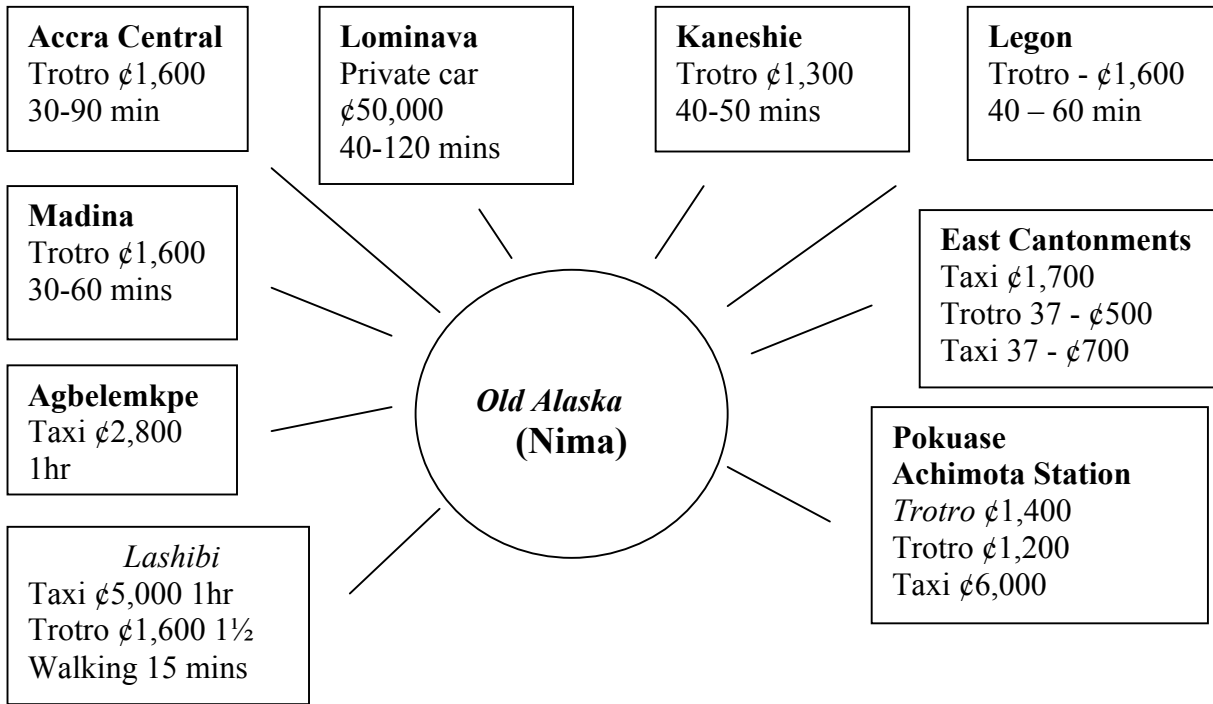 Accra Central
Trotro ₵1,600
30-90 min
Lominava
Private car
₵50,000
40-120 mins
Kaneshie
Trotro ₵1,300
40-50 mins
Legon
Trotro - ₵1,600
40 – 60 min
Madina
Trotro ₵1,600
30-60 mins
East Cantonments
Taxi ₵1,700
Trotro 37 - ₵500
Taxi 37 - ₵700
Agbelemkpe
Taxi ₵2,800
1hr
Old Alaska
(Nima)
Pokuase
Achimota Station
Trotro ₵1,400
Trotro ₵1,200
Taxi ₵6,000
Lashibi
Taxi ₵5,000 1hr
Trotro ₵1,600 1½
Walking 15 mins